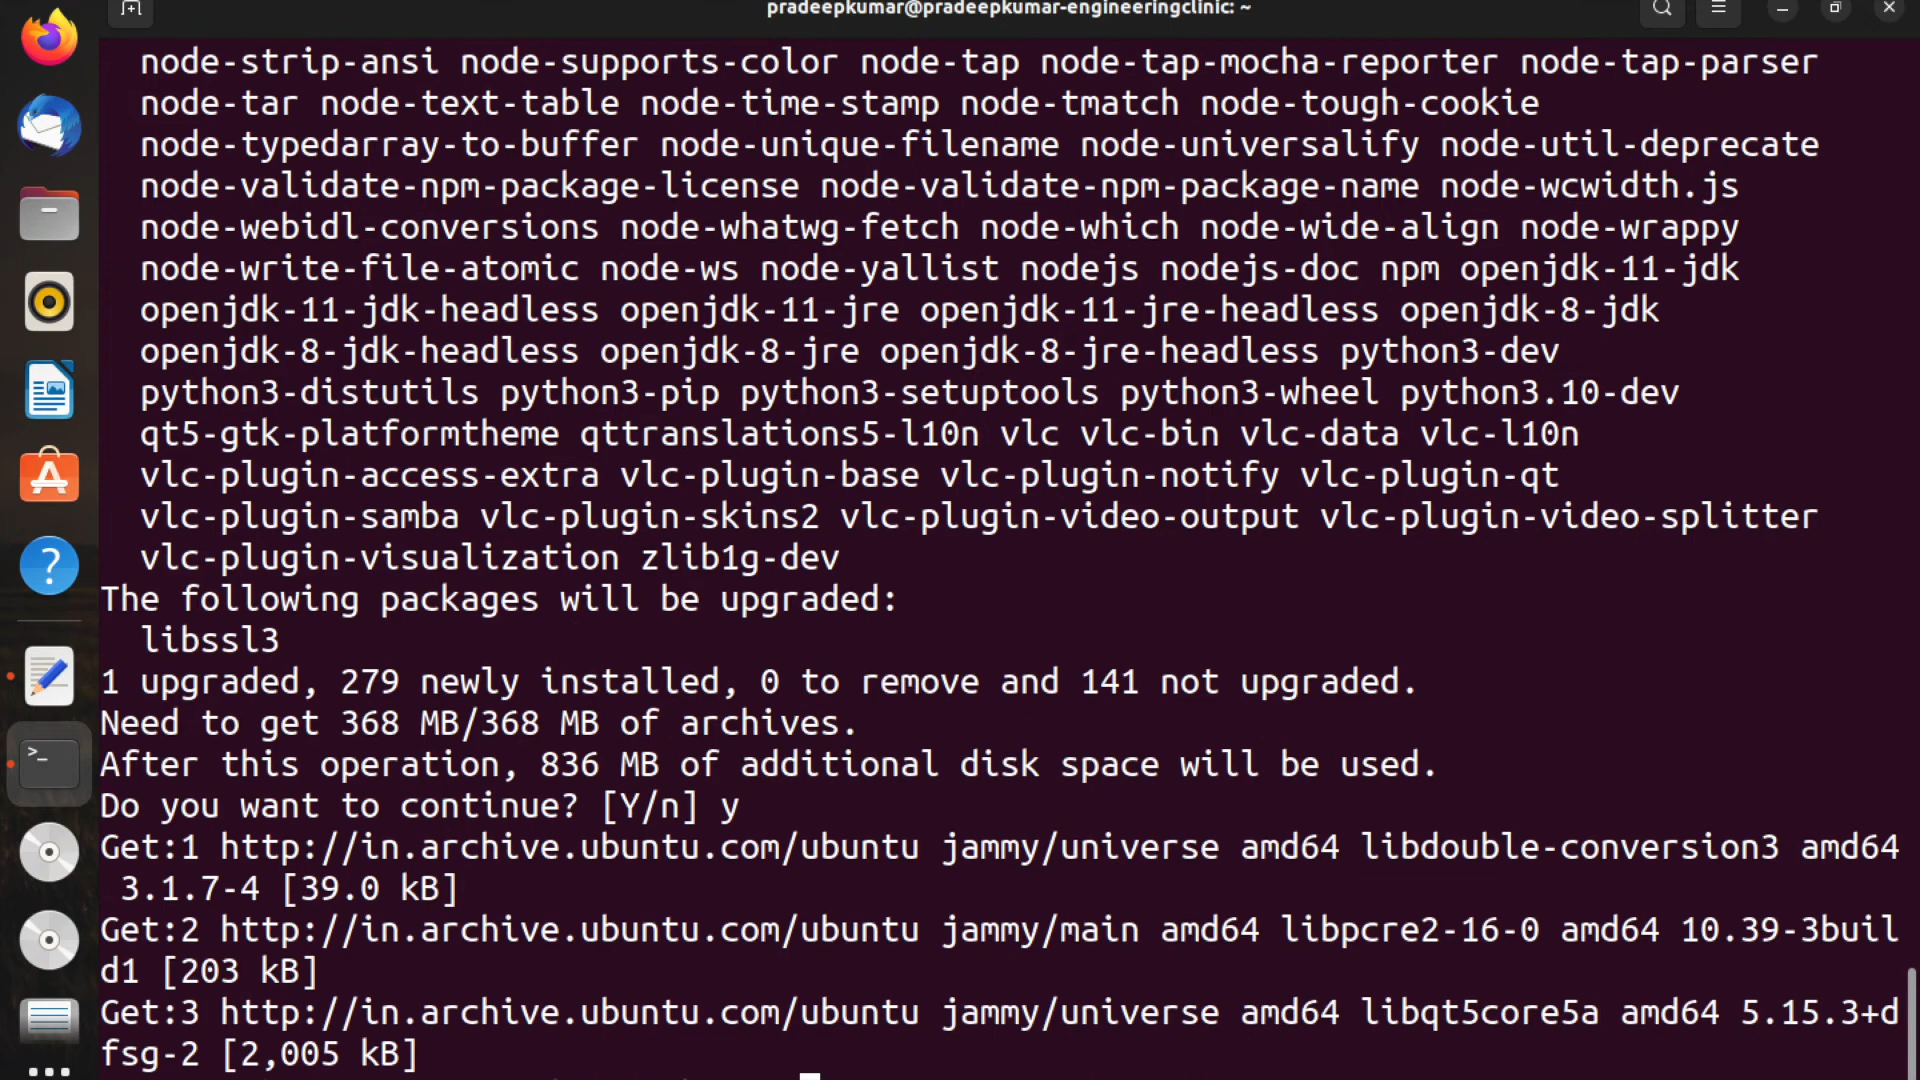 pradeepkumar@pradeepkumar-engineeringclinic: ~
node-strip-ansi node-supports-color node-tap node-tap-mocha-reporter node-tap-parser
node-tar node-text-table node-time-stamp node-tmatch node-tough-cookie
node-typedarray-to-buffer node-unique-filename node-universalify node-util-deprecate
node-validate-npm-package-license node-validate-npm-package-name node-wcwidth.js
node-webidl-conversions node-whatwg-fetch node-which node-wide-align node-wrappy
node-write-file-atomic node-ws node-yallist nodejs nodejs-doc npm openjdk-11-jdk
openjdk-11-jdk-headless openjdk-11-jre openjdk-11-jre-headless openjdk-8-jdk
openjdk-8-jdk-headless openjdk-8-jre openjdk-8-jre-headless python3-dev
python3-distutils python3-pip python3-setuptools python3-wheel python3.10-dev
qt5-gtk-platformtheme qttranslations5-l10n vlc vlc-bin vlc-data vlc-l10n
vlc-plugin-access-extra vlc-plugin-base vlc-plugin-notify vlc-plugin-qt
vlc-plugin-samba vlc-plugin-skins2 vlc-plugin-video-output vlc-plugin-video-splitter
vlc-plugin-visualization zlib1g-dev
The following packages will be upgraded:
libssl3
1 upgraded, 279 newly installed, 0 to remove and 141 not upgraded.
Need to get 368 MB/368 MB of archives.
After this operation, 836 MB of additional disk space will be used.
Do you want to continue? [Y/n] y
Get:1 http://in.archive.ubuntu.com/ubuntu jammy/universe amd64 libdouble-conversion3 amd64
3.1.7-4 [39.0 kB]
Get:2 http://in.archive.ubuntu.com/ubuntu jammy/main amd64 libpcre2-16-0 amd64 10.39-3buil
d1 [203 kB]
Get:3 http://in.archive.ubuntu.com/ubuntu jammy/universe amd64 libqt5core5a amd64 5.15.3+d
fsg-2 [2,005 kB]